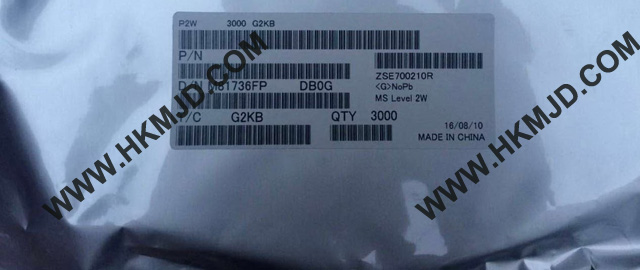 P2W 3000 G2KB
P/N
ZSE700210R
M81736FP DB0G
<G>NoPb
MS Level 2W
G2KB
QTY 3000
16/08/10
MADE IN CHINA
WWW.HKMJD.COM
WWW.HKMJD.COM